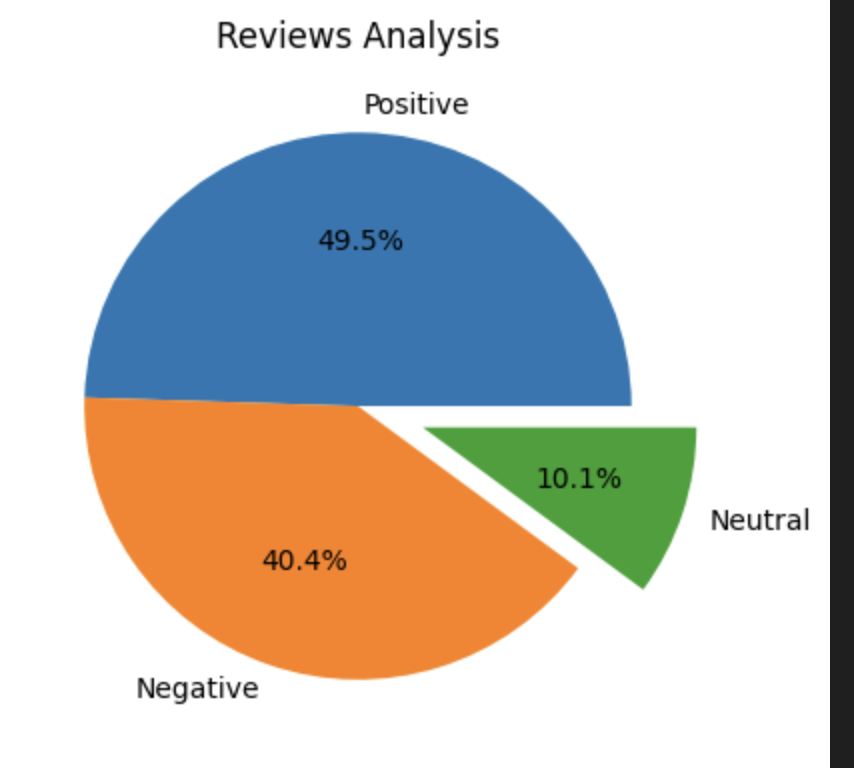 Reviews Analysis
Positive
49.5%
10.1%
Neutral
40.4%
Negative